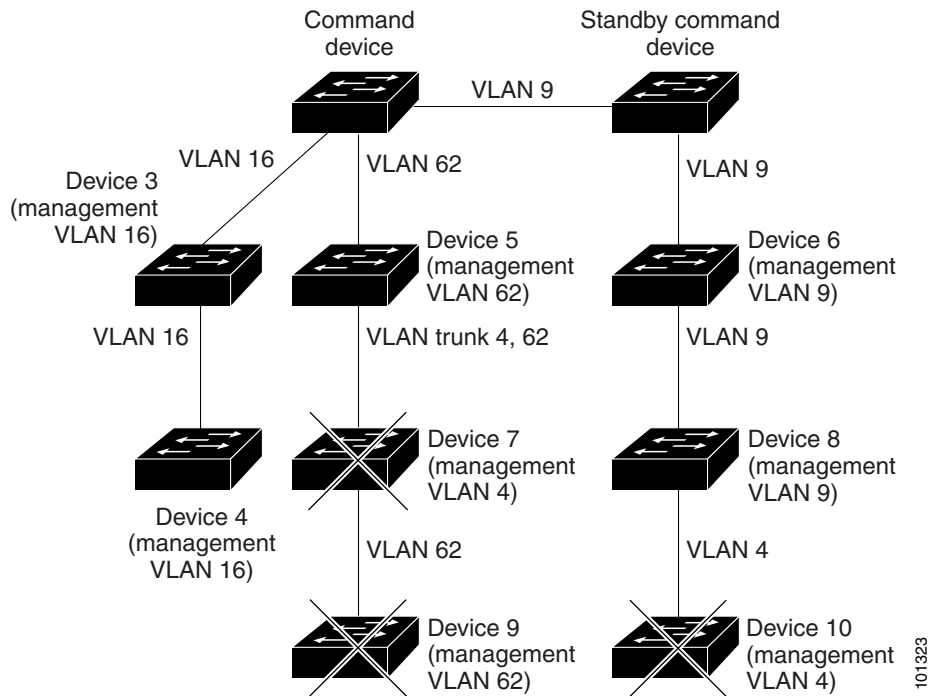 Command
device
Standby command
device
VLAN 9
VLAN 16
VLAN 62
VLAN 9
Device 3
(management
VLAN 16)
Device 5
(management
VLAN 62)
Device 6
(management
VLAN 9)
VLAN 16
VLAN trunk 4, 62
VLAN 9
Device 7
(management
VLAN 4)
Device 8
(management
VLAN 9)
Device 4
(management
VLAN 16)
VLAN 62
VLAN 4
Device 9
(management
VLAN 62)
Device 10
(management
VLAN 4)
101323